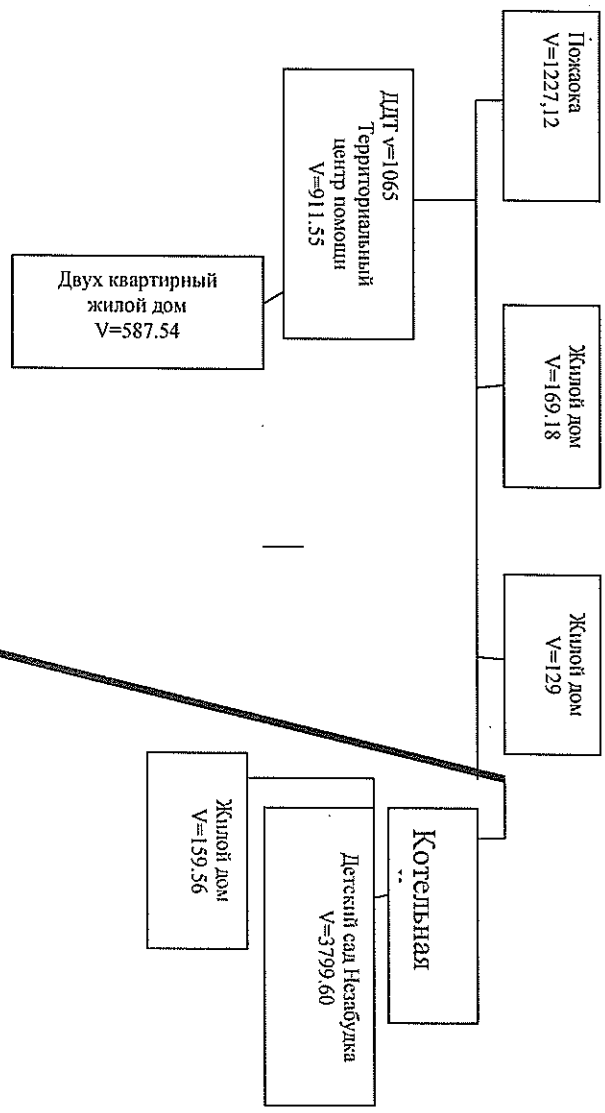 Пожаока
V=1227,12
Жилой дом
V=169.18
Жилой дом
V=129
ДДТ v=1065
Территориальный
центр помощи
V=911.55
Двух квартирный
жилой дом
V=587.54
Котельная
Детский сад Незабудка
V=3799.60
Жилой дом
V=159.56